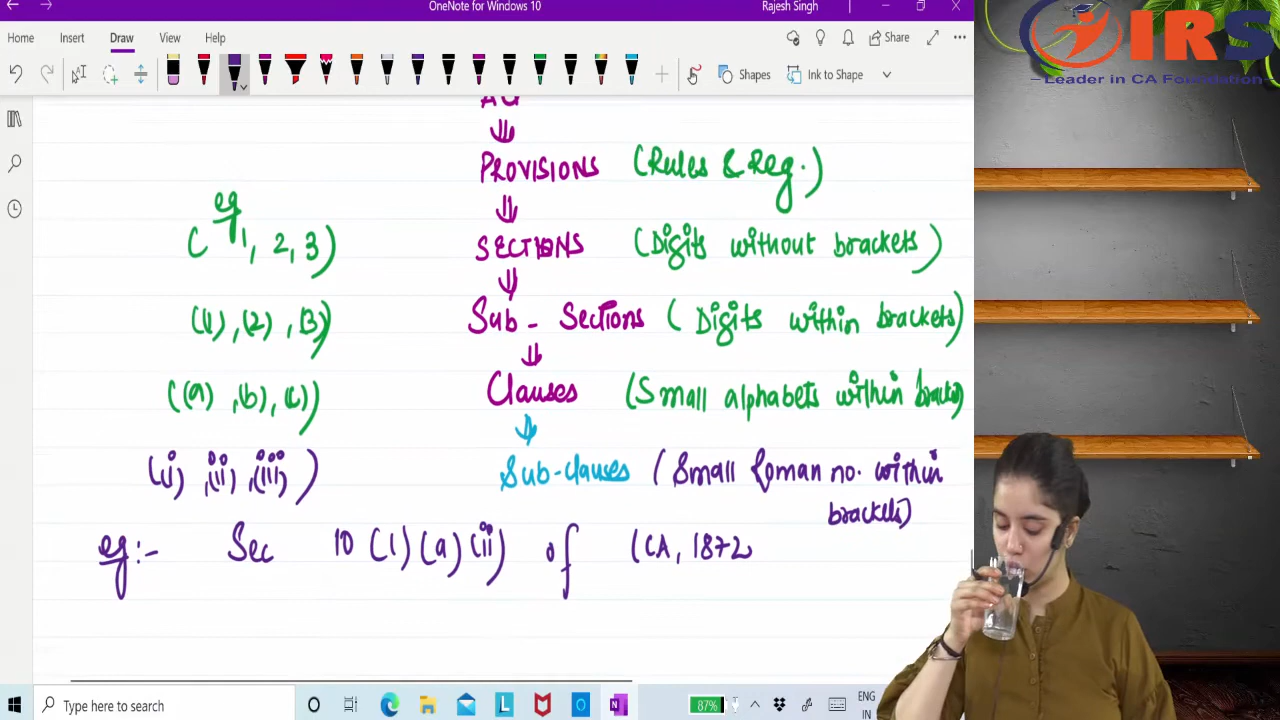 OneNote for Windows 10
Rajesh Singh
Home Insert Draw View Help
Share
Shapes
Ink to Shape
IRS
Leader in CA Foundation
PROVISIONS (Rules & Reg.)
eg
(1, 2, 3) SECTIONS (Digits without brackets)
(1), (2), (3) Sub-Sections (Digits within brackets)
((a), (b), (c)) Clauses (Small alphabets within
(i), (ii), (iii)) Sub-clauses (Small Roman no. within
brackets)
eg:- Sec 10 (1) (a) (ii) of ICA, 1872
Type here to search
87%
ENG
IN